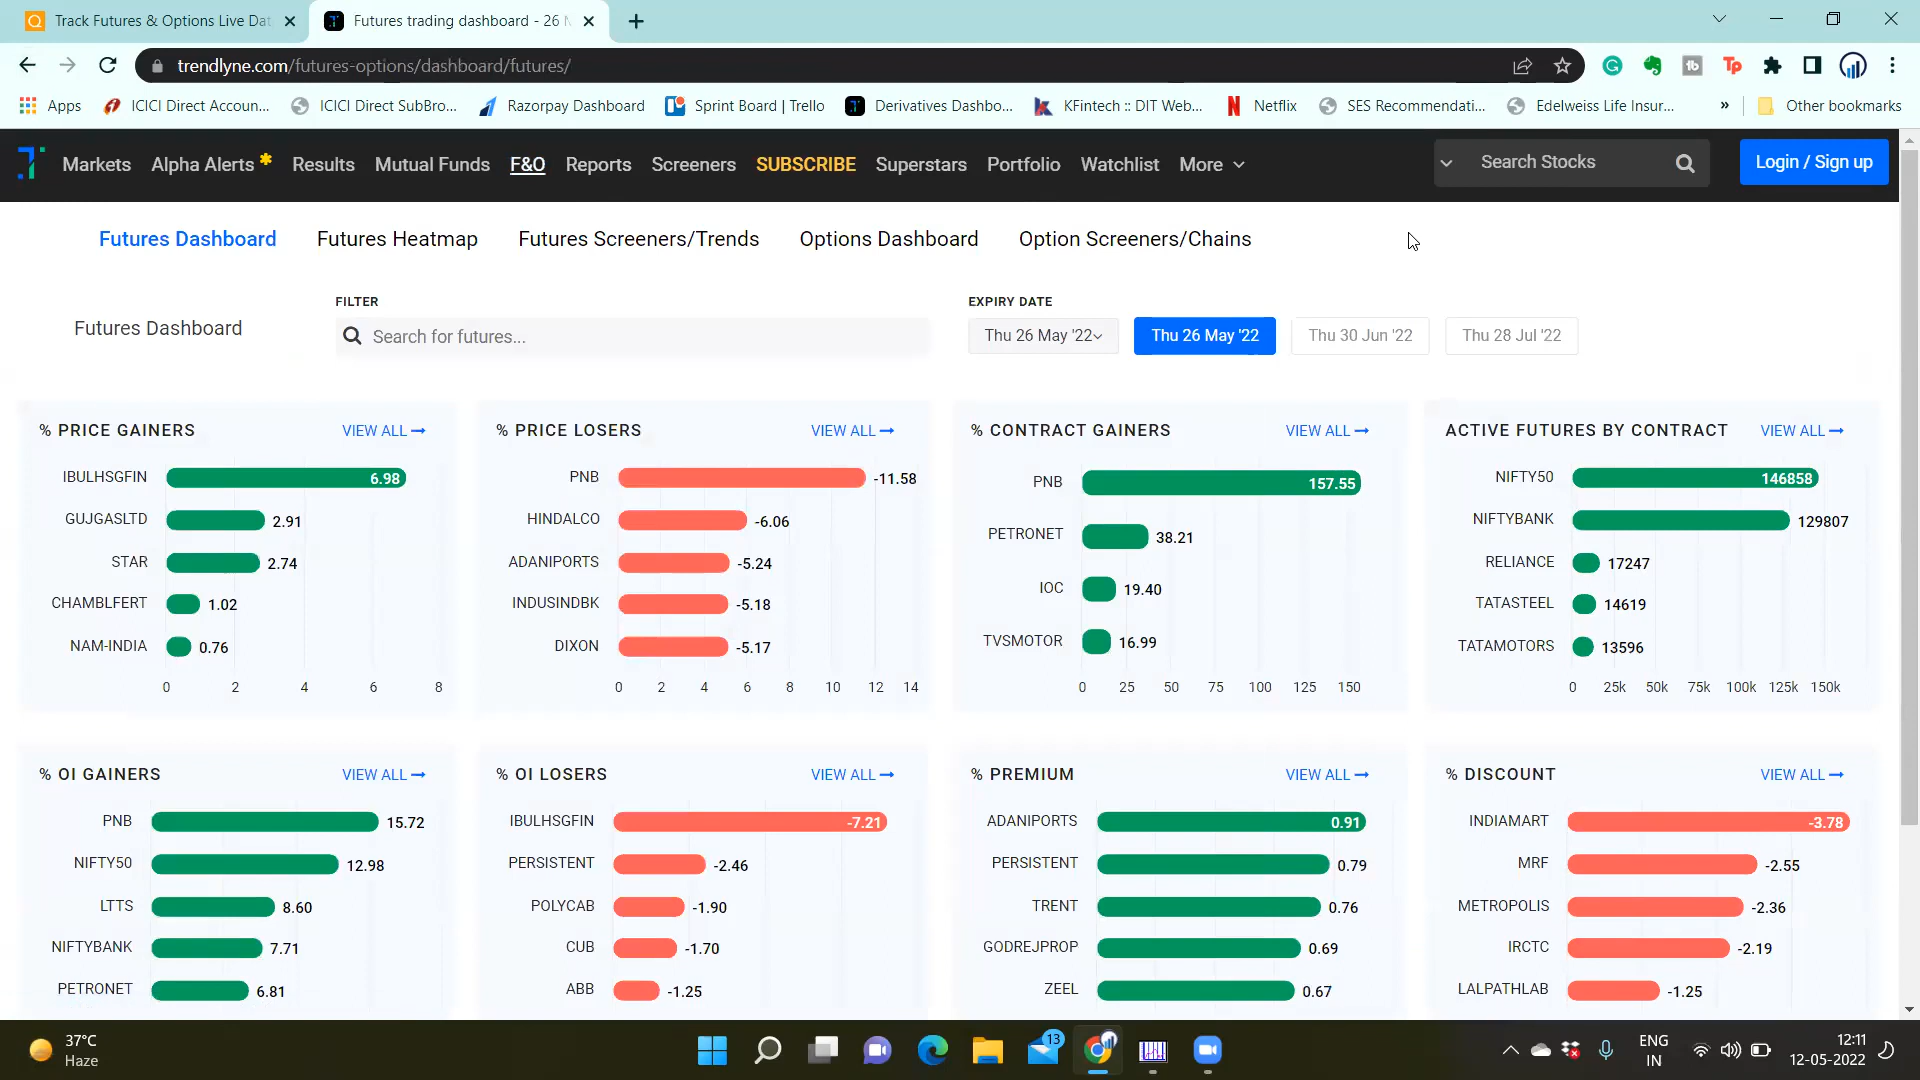 Track Futures & Options Live Dat
Futures trading dashboard - 26 M
trendlyne.com/futures-options/dashboard/futures/
Apps
ICICI Direct Accoun...
ICICI Direct SubBro...
Razorpay Dashboard
Sprint Board | Trello
Derivatives Dashbo...
KFintech :: DIT Web...
Netflix
SES Recommendati...
Edelweiss Life Insur...
»
Other bookmarks
Markets
Alpha Alerts
Results
Mutual Funds
F&O
Reports
Screeners
SUBSCRIBE
Superstars
Portfolio
Watchlist
More
Search Stocks
Login / Sign up
Futures Dashboard
Futures Heatmap
Futures Screeners/Trends
Options Dashboard
Option Screeners/Chains
Futures Dashboard
FILTER
Search for futures...
EXPIRY DATE
Thu 26 May '22
Thu 26 May '22
Thu 30 Jun '22
Thu 28 Jul '22
% PRICE GAINERS
VIEW ALL
IBULHSGFIN 6.98
GUJGASLTD 2.91
STAR 2.74
CHAMBLFERT 1.02
NAM-INDIA 0.76
0 2 4 6 8
% PRICE LOSERS
VIEW ALL
PNB -11.58
HINDALCO -6.06
ADANIPORTS -5.24
INDUSINDBK -5.18
DIXON -5.17
0 2 4 6 8 10 12 14
% CONTRACT GAINERS
VIEW ALL
PNB 157.55
PETRONET 38.21
IOC 19.40
TVSMOTOR 16.99
0 25 50 75 100 125 150
ACTIVE FUTURES BY CONTRACT
VIEW ALL
NIFTY50 146858
NIFTYBANK 129807
RELIANCE 17247
TATASTEEL 14619
TATAMOTORS 13596
0 25k 50k 75k 100k 125k 150k
% OI GAINERS
VIEW ALL
PNB 15.72
NIFTY50 12.98
LTTS 8.60
NIFTYBANK 7.71
PETRONET 6.81
% OI LOSERS
VIEW ALL
IBULHSGFIN -7.21
PERSISTENT -2.46
POLYCAB -1.90
CUB -1.70
ABB -1.25
% PREMIUM
VIEW ALL
ADANIPORTS 0.91
PERSISTENT 0.79
TRENT 0.76
GODREJPROP 0.69
ZEEL 0.67
% DISCOUNT
VIEW ALL
INDIAMART -3.78
MRF -2.55
METROPOLIS -2.36
IRCTC -2.19
LALPATHLAB -1.25
37°C
Haze
13
ENG
IN
12:11
12-05-2022